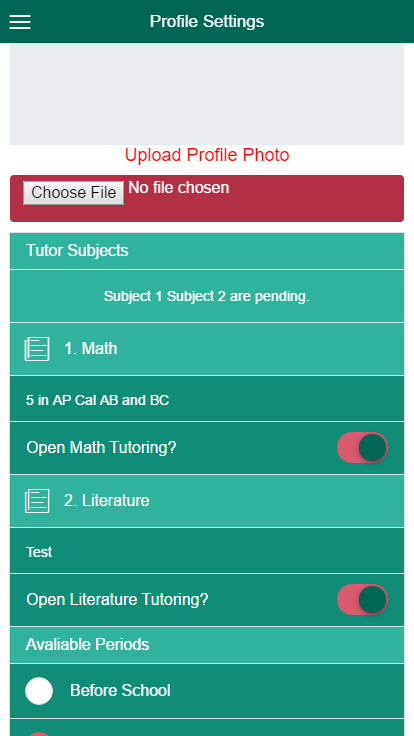 Profile Settings
Upload Profile Photo
Choose File No file chosen
Tutor Subjects
Subject 1 Subject 2 are pending.
1. Math
5 in AP Cal AB and BC
Open Math Tutoring?
2. Literature
Test
Open Literature Tutoring?
Avaliable Periods
Before School